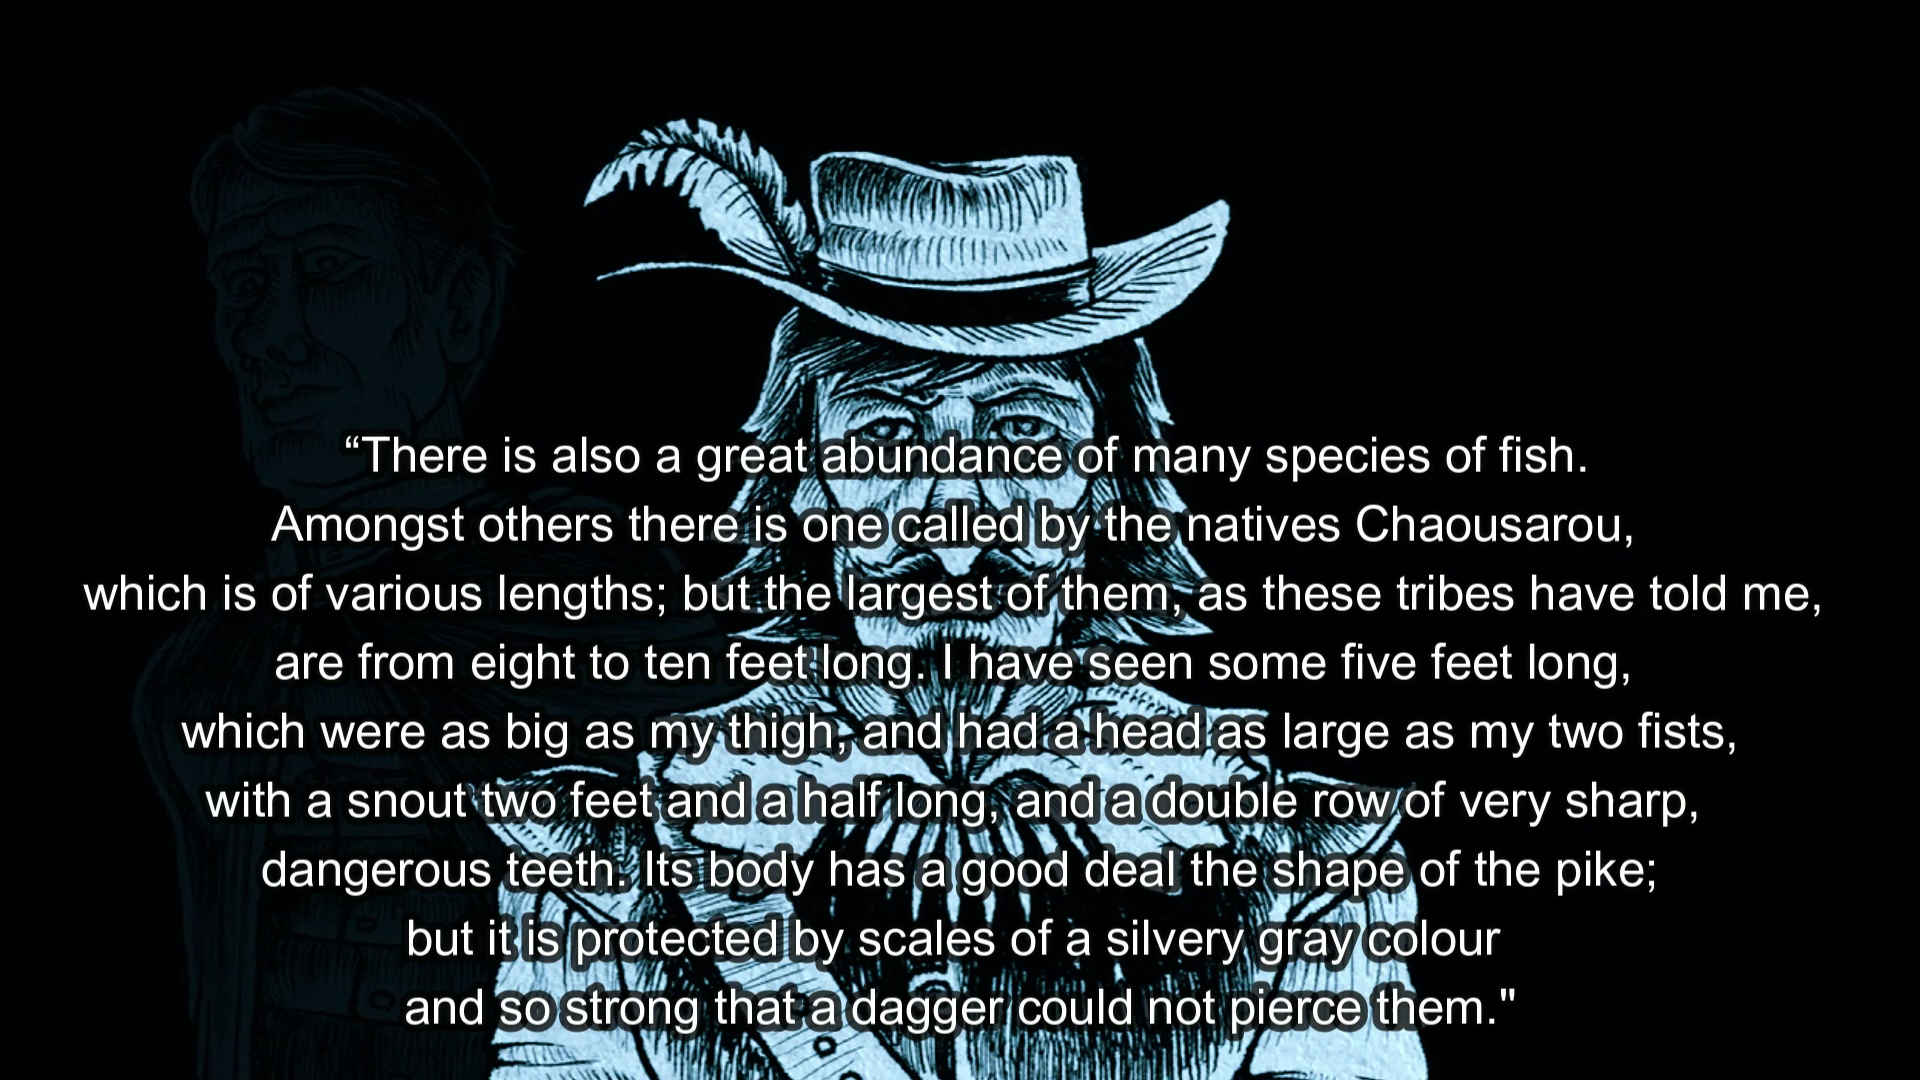 “There is also a great abundance of many species of fish.
Amongst others there is one called by the natives Chaousarou,
which is of various lengths; but the largest of them, as these tribes have told me,
are from eight to ten feet long. I have seen some five feet long,
which were as big as my thigh, and had a head as large as my two fists,
with a snout two feet and a half long, and a double row of very sharp,
dangerous teeth. Its body has a good deal the shape of the pike;
but it is protected by scales of a silvery gray colour
and so strong that a dagger could not pierce them."